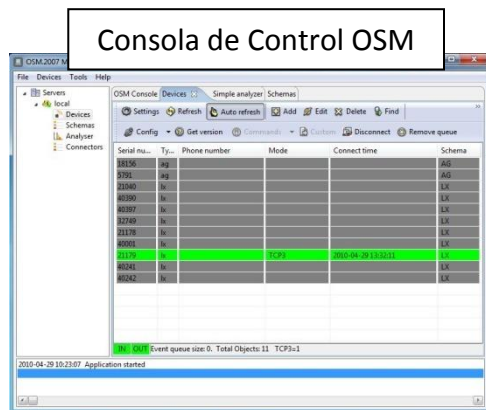 Consola de Control OSM
OSM.2007 M
File Devices Tools Help
Servers
local
Devices
Schemas
Analyser
Connectors
OSM Console Devices Simple analyzer Schemas
Settings Refresh Auto refresh Add Edit Delete Find
Config Get version Commands Custom Disconnect Remove queue
Serial nu... Ty... Phone number Mode Connect time Schema
18156 ag AG
5791 ag AG
21040 lx LX
40390 lx LX
40397 lx LX
32749 lx LX
21178 lx LX
40001 lx LX
21179 lx TCP3 2010-04-29 13:32:11 LX
40241 lx LX
40242 lx LX
IN OUT Event queue size: 0. Total Objects: 11 TCP3=1
2010-04-29 10:23:07 Application started